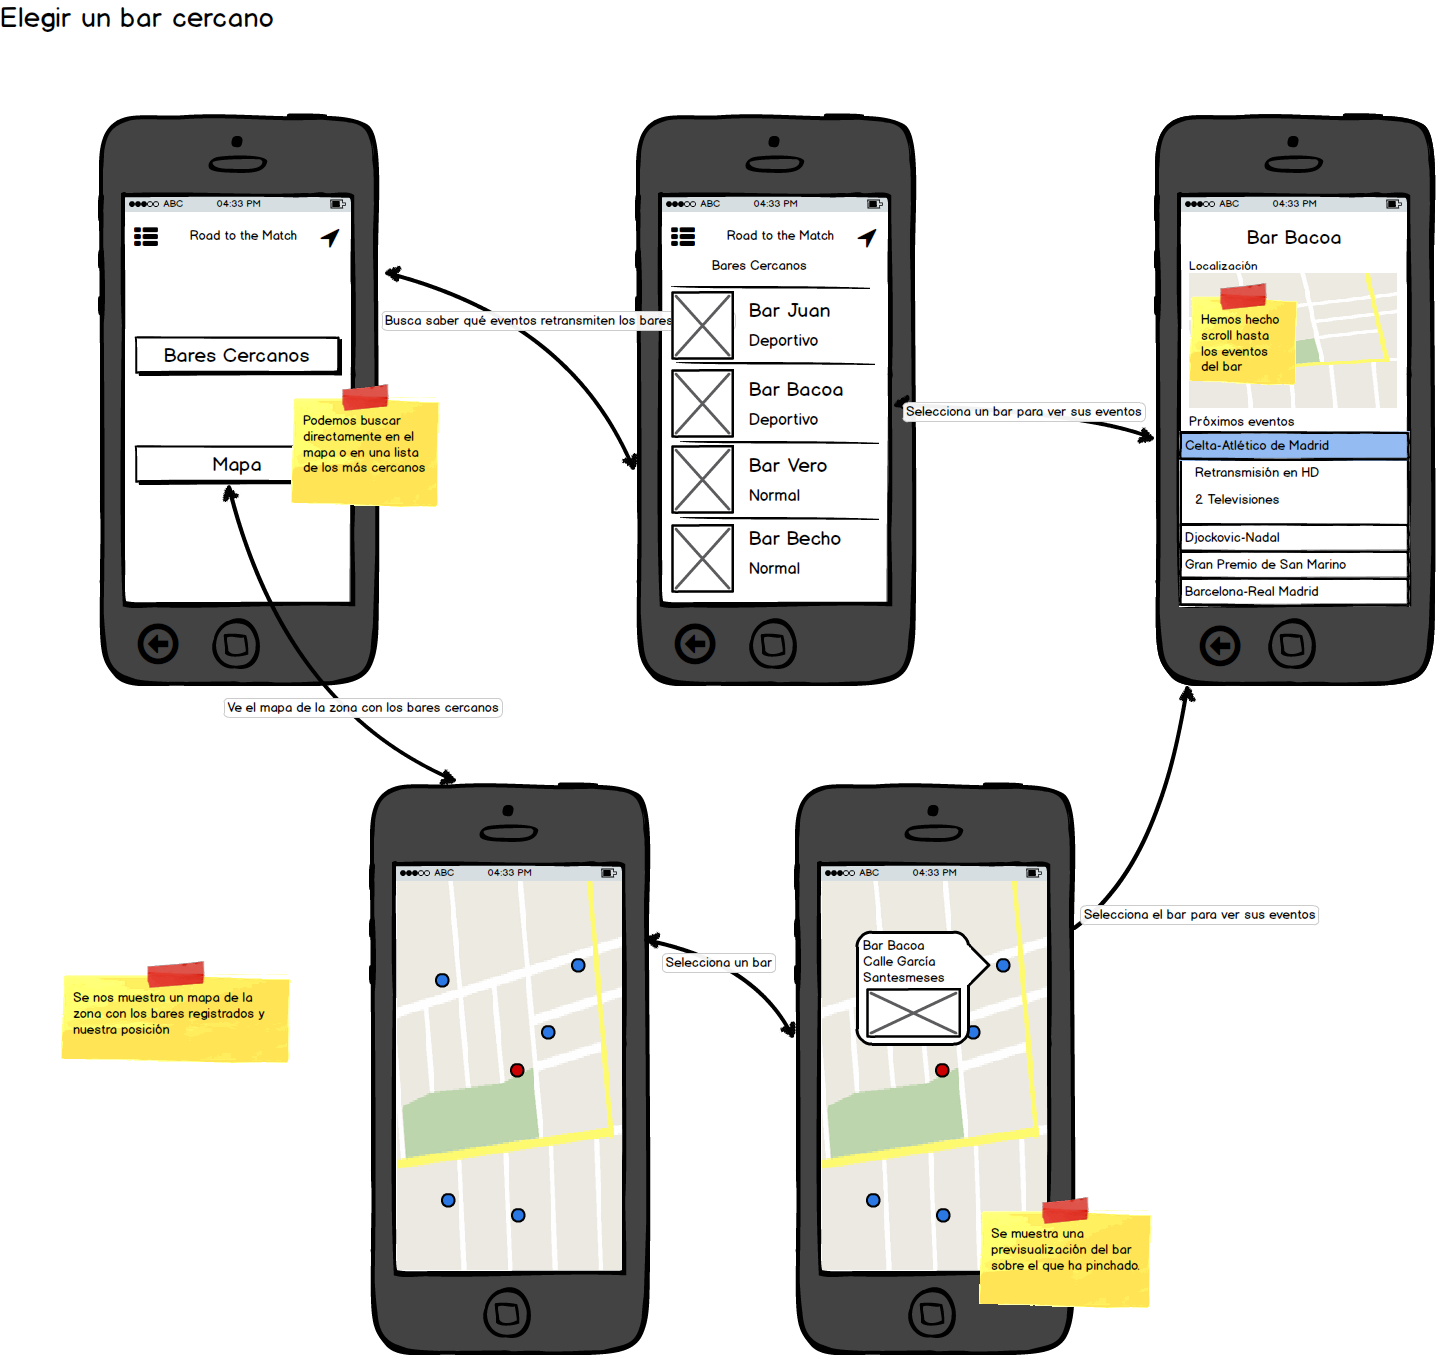 Elegir un bar cercano
ABC 04:33 PM
Road to the Match
Bares Cercanos
Mapa
Podemos buscar
directamente en el
mapa o en una lista
de los más cercanos
Busca saber qué eventos retransmiten los bares
ABC 04:33 PM
Road to the Match
Bares Cercanos
Bar Juan
Deportivo
Bar Bacoa
Deportivo
Bar Vero
Normal
Bar Becho
Normal
Selecciona un bar para ver sus eventos
ABC 04:33 PM
Bar Bacoa
Localización
Hemos hecho
scroll hasta
los eventos
del bar
Próximos eventos
Celta-Atlético de Madrid
Retransmisión en HD
2 Televisiones
Djockovic-Nadal
Gran Premio de San Marino
Barcelona-Real Madrid
Ve el mapa de la zona con los bares cercanos
Se nos muestra un mapa de la
zona con los bares registrados y
nuestra posición
ABC 04:33 PM
Selecciona un bar
ABC 04:33 PM
Bar Bacoa
Calle García
Santesmeses
Selecciona el bar para ver sus eventos
Se muestra una
previsualización del bar
sobre el que ha pinchado.